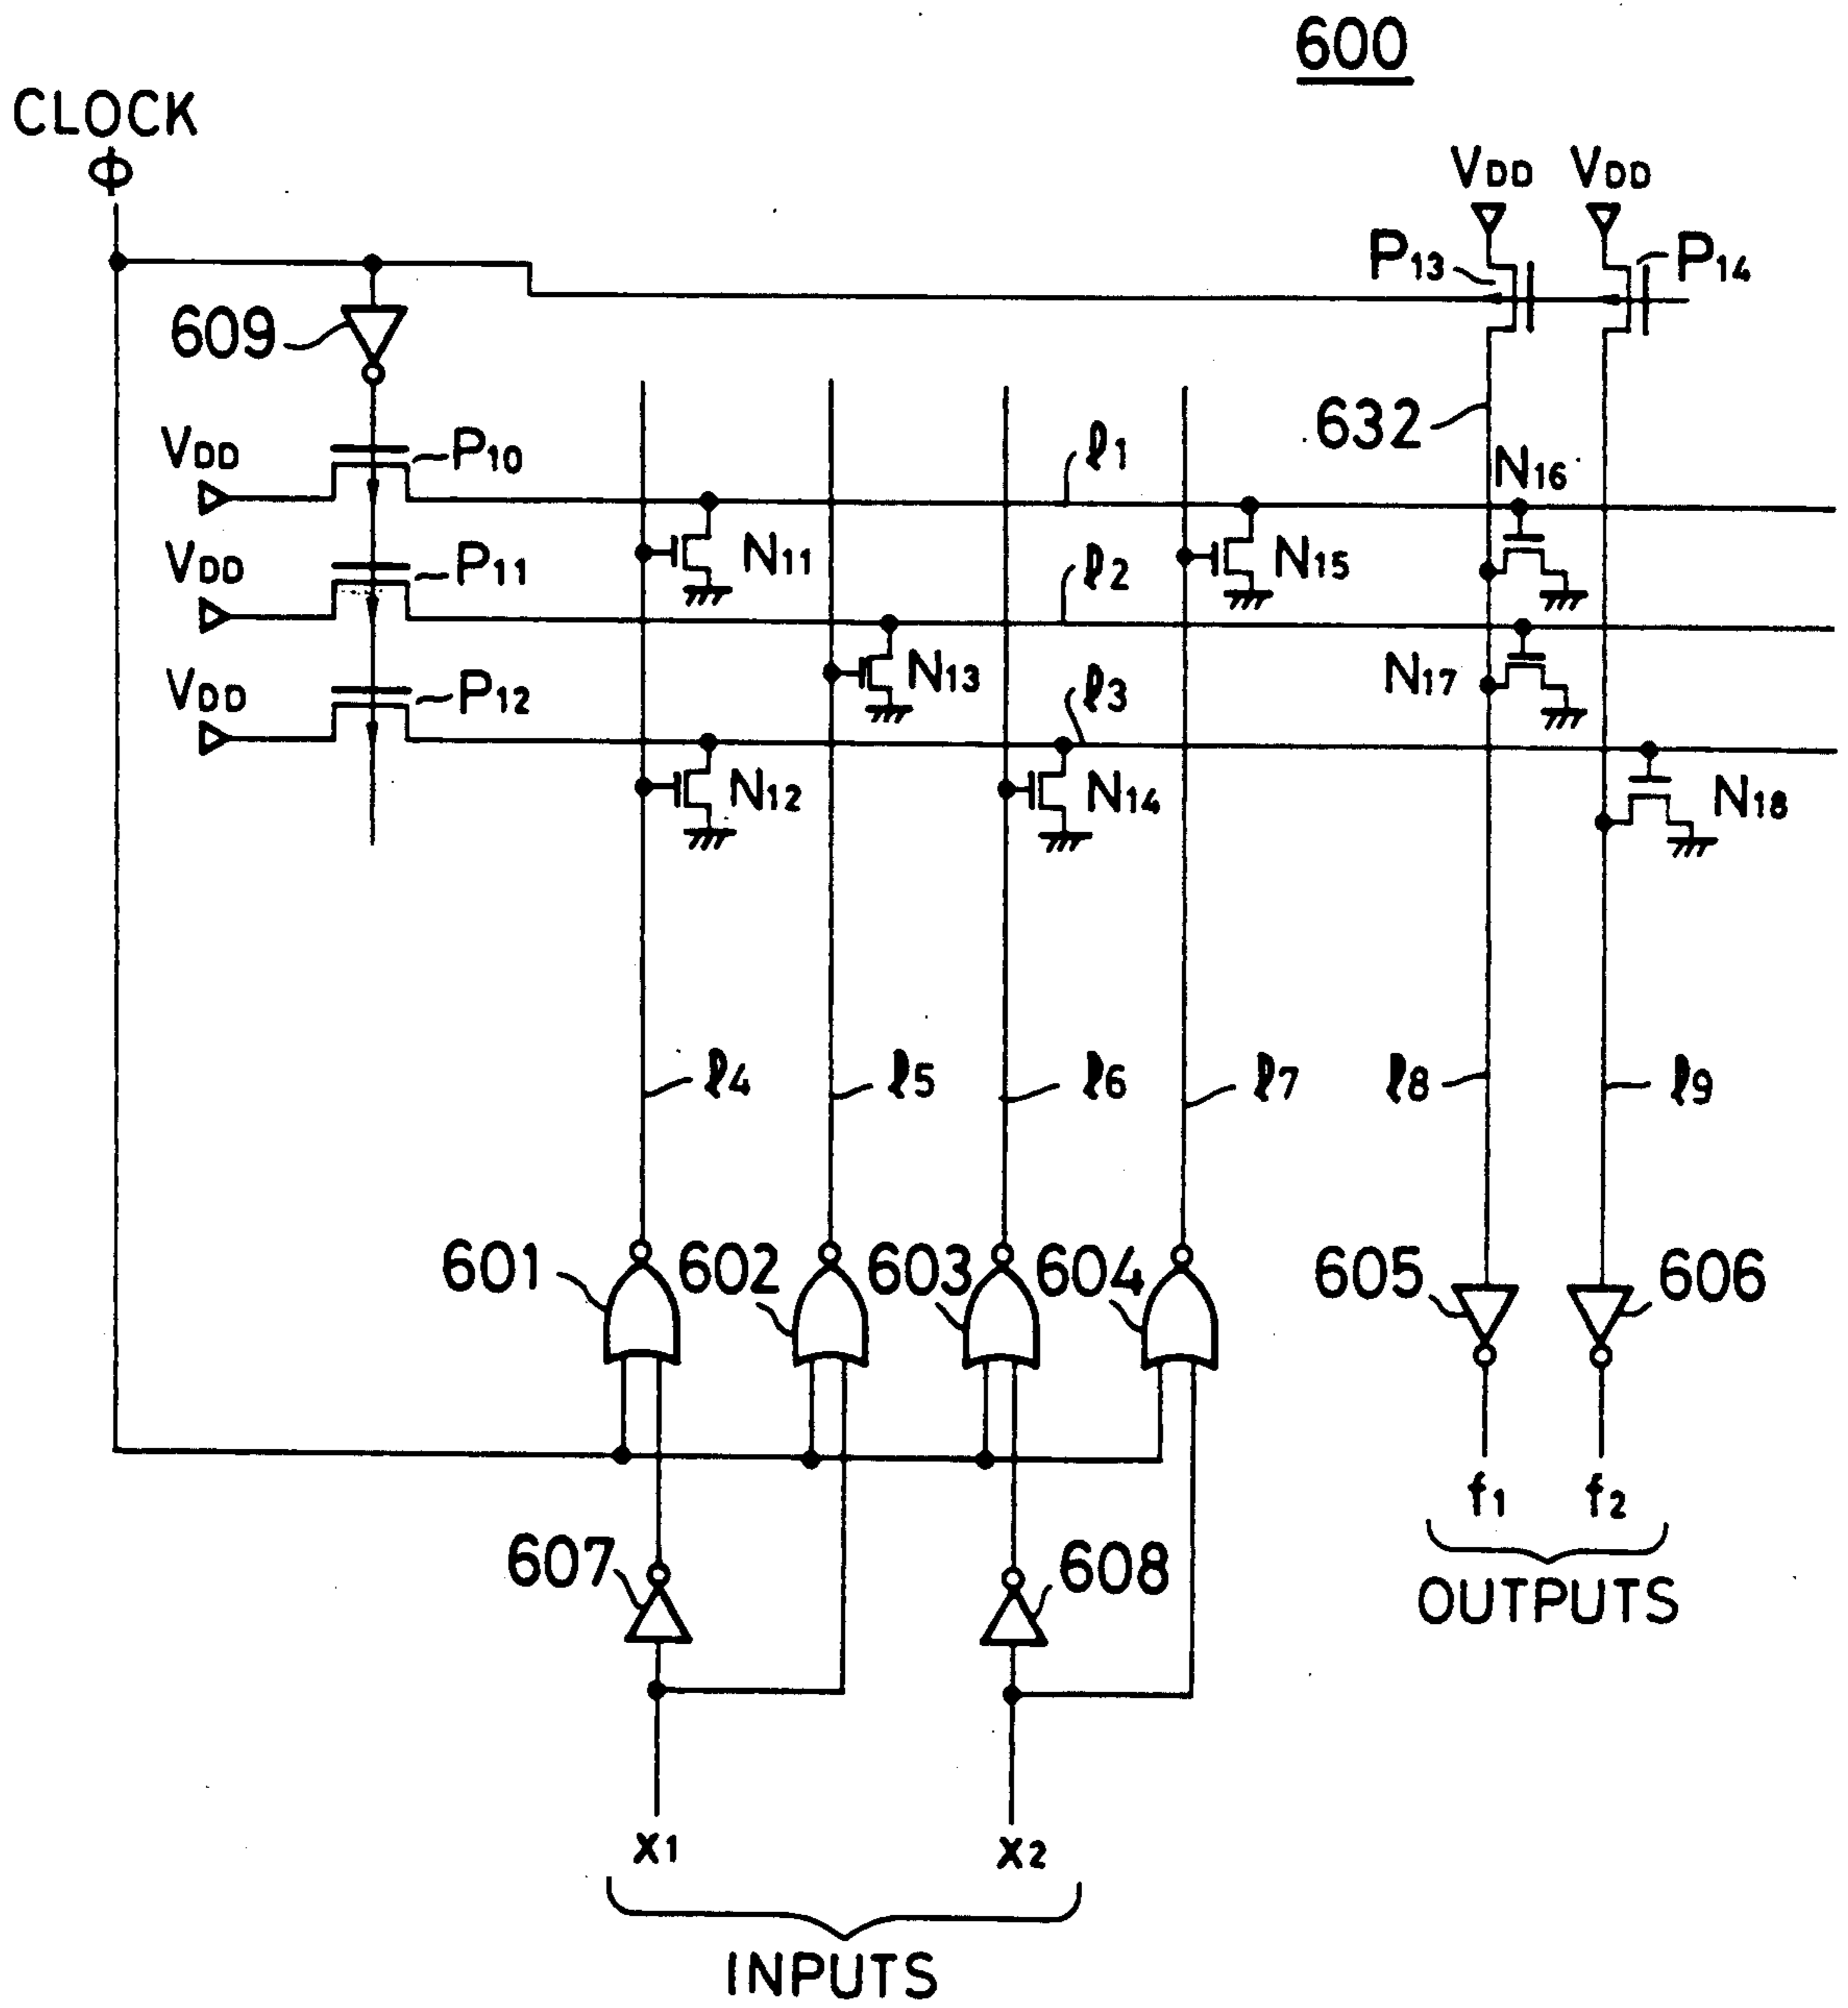 600
CLOCK
Φ
VDD VDD
P13 P14
609
632
VDD P10 ℓ1 N16
N11 N15
VDD P11 ℓ2
N13 N17
VDD P12 ℓ3
N12 N14 N18
ℓ4 ℓ5 ℓ6 ℓ7 ℓ8 ℓ9
601 602 603 604 605 606
f1 f2
607 608
OUTPUTS
x1 x2
INPUTS